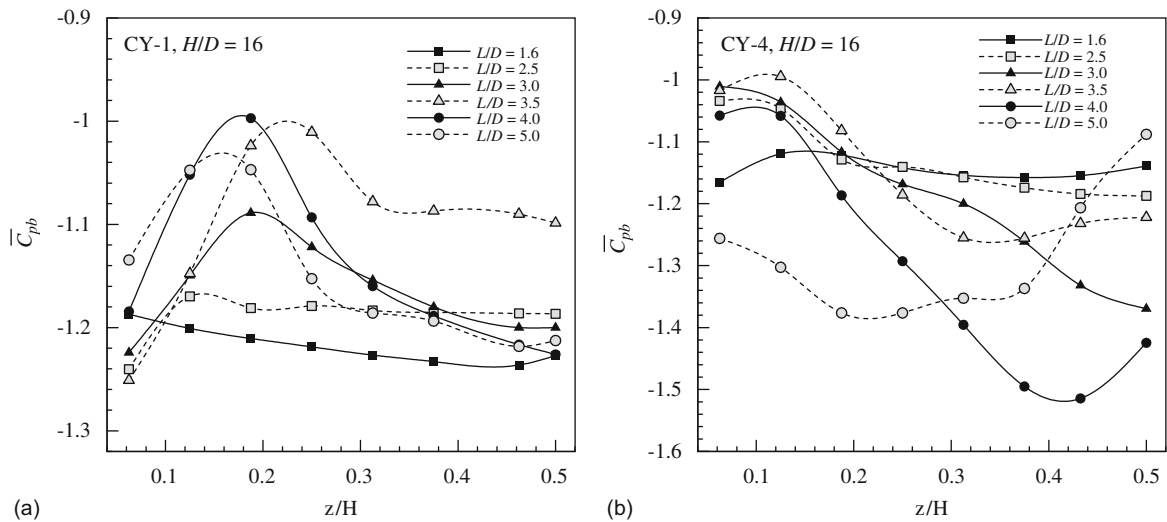 -0.9
-1
-1.1
-1.2
-1.3
C̅pb
CY-1, H/D = 16
L/D = 1.6
L/D = 2.5
L/D = 3.0
L/D = 3.5
L/D = 4.0
L/D = 5.0
0.1
0.2
0.3
0.4
0.5
(a)
z/H
-0.9
-1
-1.1
-1.2
-1.3
-1.4
-1.5
-1.6
C̅pb
CY-4, H/D = 16
L/D = 1.6
L/D = 2.5
L/D = 3.0
L/D = 3.5
L/D = 4.0
L/D = 5.0
0.1
0.2
0.3
0.4
0.5
(b)
z/H